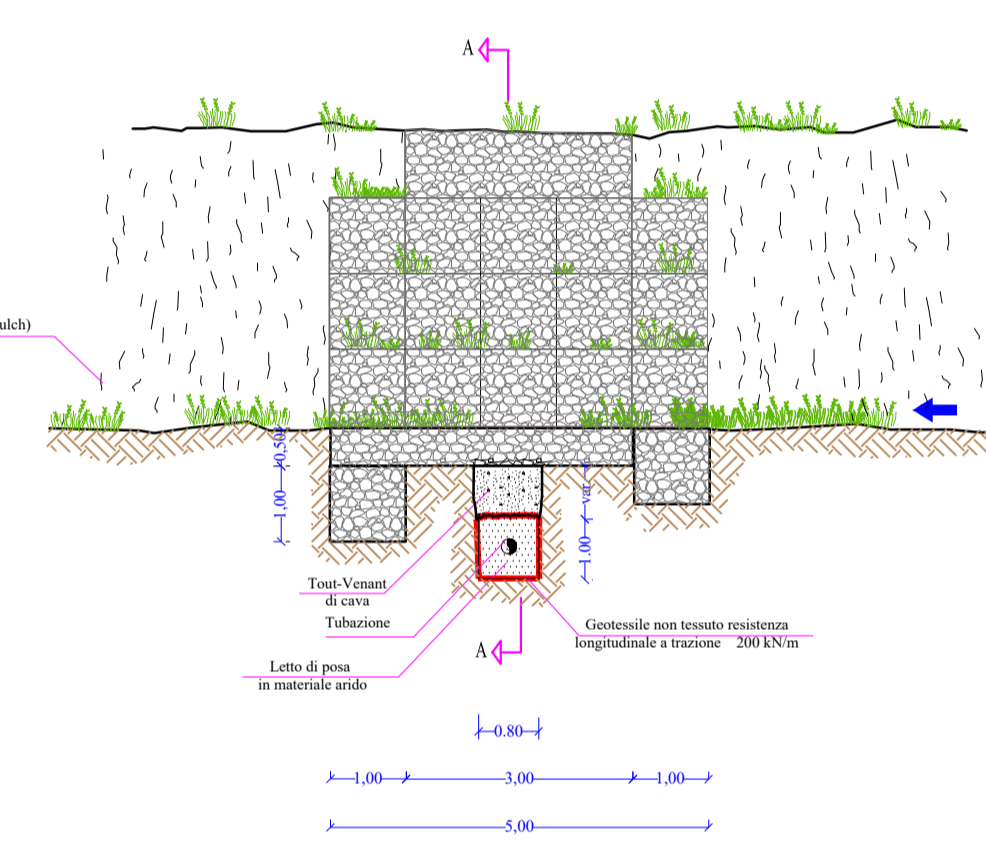 A
ulch)
0,50
1,00
var
1.00
Tout-Venant
di cava
Tubazione
Geotessile non tessuto resistenza
longitudinale a trazione 200 kN/m
A
Letto di posa
in materiale arido
0.80
1,00
3,00
1,00
5,00